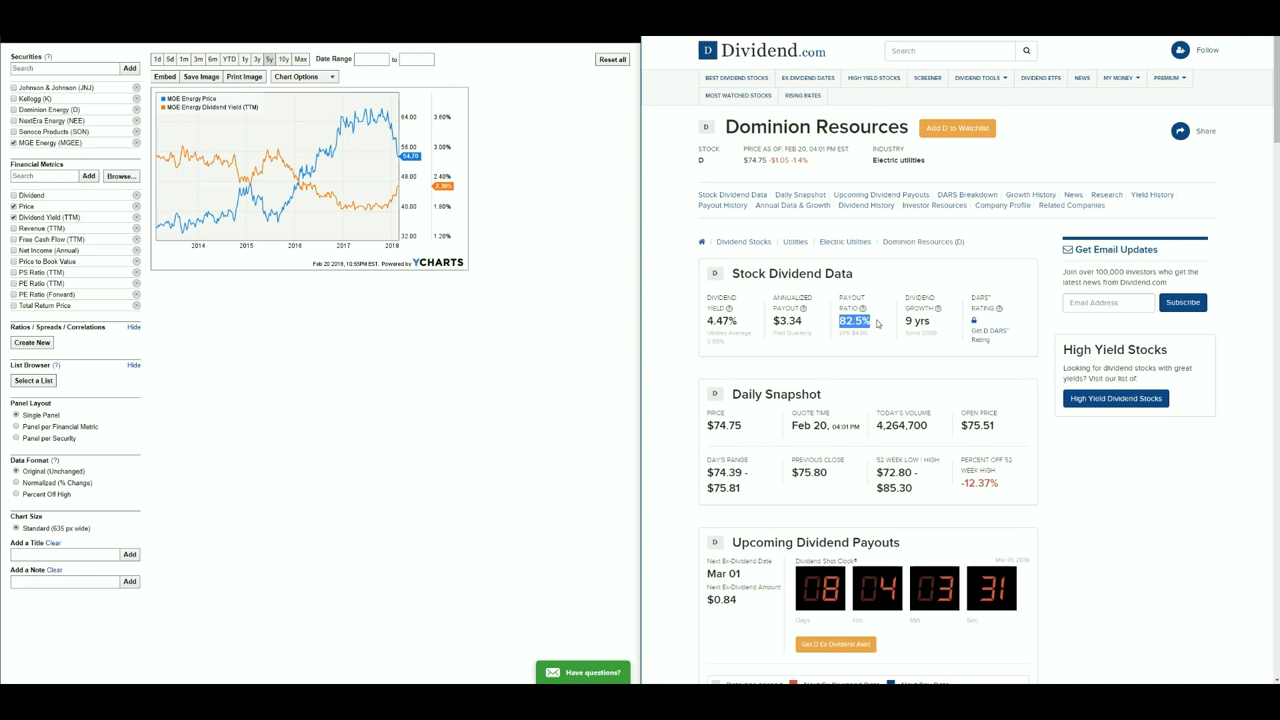 Securities (?)
Search
Add
Johnson & Johnson (JNJ)
Kellogg (K)
Dominion Energy (D)
NextEra Energy (NEE)
Sonoco Products (SON)
MGE Energy (MGEE)
Financial Metrics
Search
Add
Browse...
Dividend
Price
Dividend Yield (TTM)
Revenue (TTM)
Free Cash Flow (TTM)
Net Income (Annual)
Price to Book Value
PS Ratio (TTM)
PE Ratio (TTM)
PE Ratio (Forward)
Total Return Price
Ratios / Spreads / Correlations
Hide
Create New
List Browser (?)
Hide
Select a List
Panel Layout
Single Panel
Panel per Financial Metric
Panel per Security
Data Format (?)
Original (Unchanged)
Normalized (% Change)
Percent Off High
Chart Size
Standard (635 px wide)
Add a Title Clear
Add
Add a Note Clear
Add
1d 5d 1m 3m 6m YTD 1y 3y 5y 10y Max
Date Range
to
Reset all
Embed
Save Image
Print Image
Chart Options
MGE Energy Price
MGE Energy Dividend Yield (TTM)
64.00 3.60%
56.00 3.00%
54.70
48.00 2.40%
2.30%
40.00 1.80%
32.00 1.20%
2014 2015 2016 2017 2018
Feb 20 2018, 10:55PM EST. Powered by YCHARTS
Have questions?
D Dividend.com
Search
Follow
BEST DIVIDEND STOCKS EX-DIVIDEND DATES HIGH YIELD STOCKS SCREENER DIVIDEND TOOLS DIVIDEND ETFS NEWS MY MONEY PREMIUM
MOST WATCHED STOCKS RISING RATES
D Dominion Resources
Add D to Watchlist
Share
STOCK PRICE AS OF: FEB 20, 04:01 PM EST INDUSTRY
D $74.75 -$1.05 -1.4% Electric utilities
Stock Dividend Data Daily Snapshot Upcoming Dividend Payouts DARS Breakdown Growth History News Research Yield History
Payout History Annual Data & Growth Dividend History Investor Resources Company Profile Related Companies
/ Dividend Stocks / Utilities / Electric Utilities / Dominion Resources (D)
D Stock Dividend Data
DIVIDEND YIELD
4.47%
Utilities Average
ANNUALIZED PAYOUT
$3.34
Paid Quarterly
PAYOUT RATIO
82.5%
DIVIDEND GROWTH
9 yrs
DARS™ RATING
Get D DARS™ Rating
Get Email Updates
Join over 100,000 investors who get the
latest news from Dividend.com
Email Address
Subscribe
High Yield Stocks
Looking for dividend stocks with great
yields? Visit our list of:
High Yield Dividend Stocks
D Daily Snapshot
PRICE QUOTE TIME TODAY'S VOLUME OPEN PRICE
$74.75 Feb 20, 04:01 PM 4,264,700 $75.51
DAY'S RANGE PREVIOUS CLOSE 52 WEEK LOW / HIGH PERCENT OFF 52 WEEK HIGH
$74.39 - $75.81 $75.80 $72.80 - $85.30 -12.37%
D Upcoming Dividend Payouts
Next Ex-Dividend Date
Mar 01
Next Ex-Dividend Amount
$0.84
Dividend Shot Clock®
Mar 01, 2018
08 04 03 31
Days Hrs Min Sec
Get D Ex-Dividend Alert